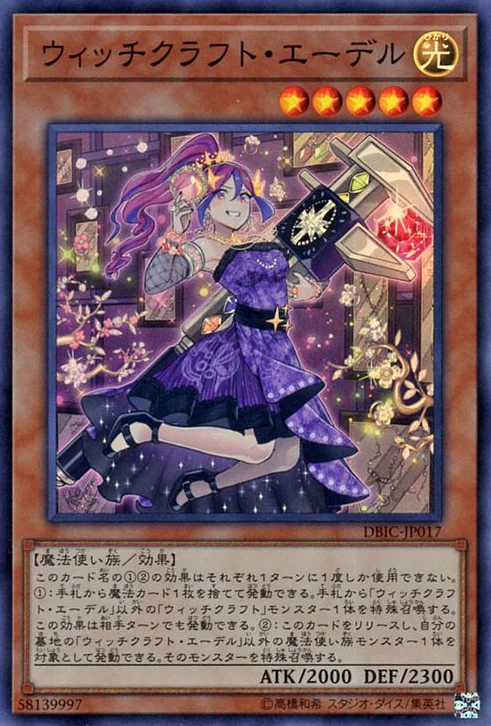 ウィッチクラフト・エーデル
光
DBIC-JP017
【魔法使い族／効果】
このカード名の①②の効果はそれぞれ1ターンに1度しか使用できない。
①：手札から魔法カード1枚を捨てて発動できる。手札から「ウィッチクラフ
ト・エーデル」以外の「ウィッチクラフト」モンスター1体を特殊召喚する。
この効果は相手ターンでも発動できる。②：このカードをリリースし、自分の
墓地の「ウィッチクラフト・エーデル」以外の魔法使い族モンスター1体を
対象として発動できる。そのモンスターを特殊召喚する。
ATK/2000 DEF/2300
58139997
©高橋和希 スタジオ・ダイス/集英社